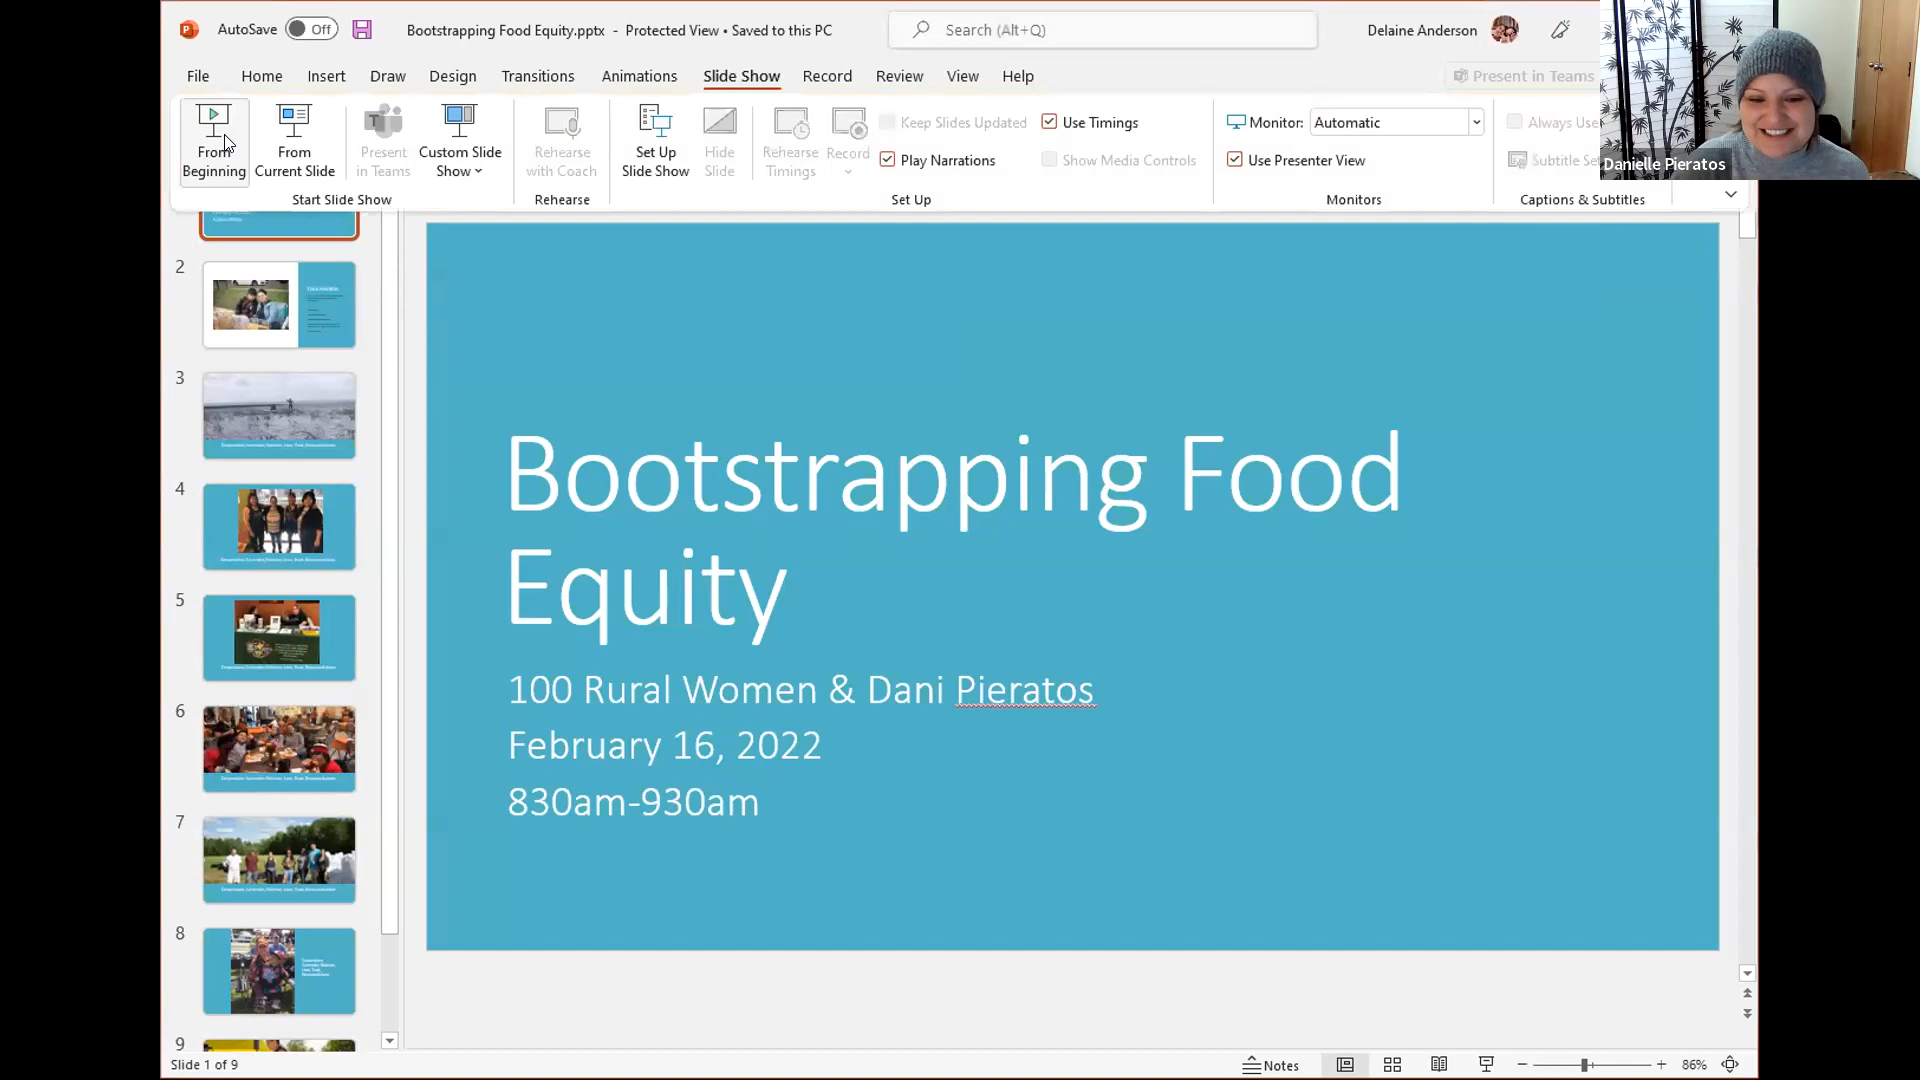 AutoSave Off Bootstrapping Food Equity.pptx - Protected View • Saved to this PC Search (Alt+Q) Delaine Anderson
File Home Insert Draw Design Transitions Animations Slide Show Record Review View Help Present in Teams
From Beginning
From Current Slide
Present in Teams
Custom Slide Show
Rehearse with Coach
Set Up Slide Show
Hide Slide
Rehearse Timings
Record
Keep Slides Updated
Play Narrations
Use Timings
Show Media Controls
Monitor: Automatic
Use Presenter View
Always Use
Subtitle Se
Danielle Pieratos
Start Slide Show Rehearse Set Up Monitors Captions & Subtitles
2
3
4
5
6
7
8
9
Bootstrapping Food
Equity
100 Rural Women & Dani Pieratos
February 16, 2022
830am-930am
Slide 1 of 9 Notes 86%